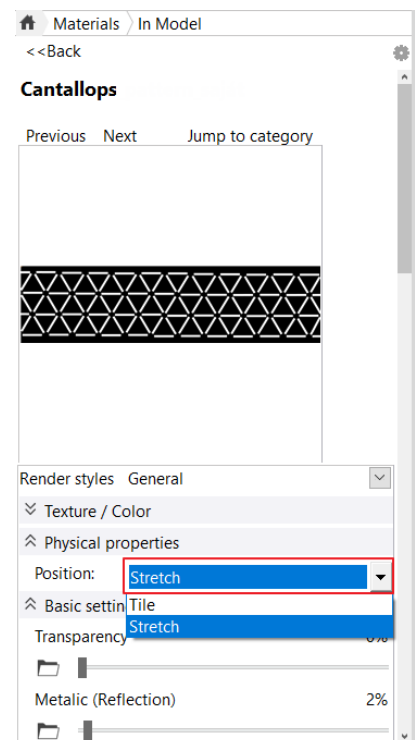 Materials In Model
<<Back
Cantallops
Previous Next Jump to category
Render styles General
Texture / Color
Physical properties
Position: Stretch
Tile
Stretch
Transparency
Metalic (Reflection) 2%